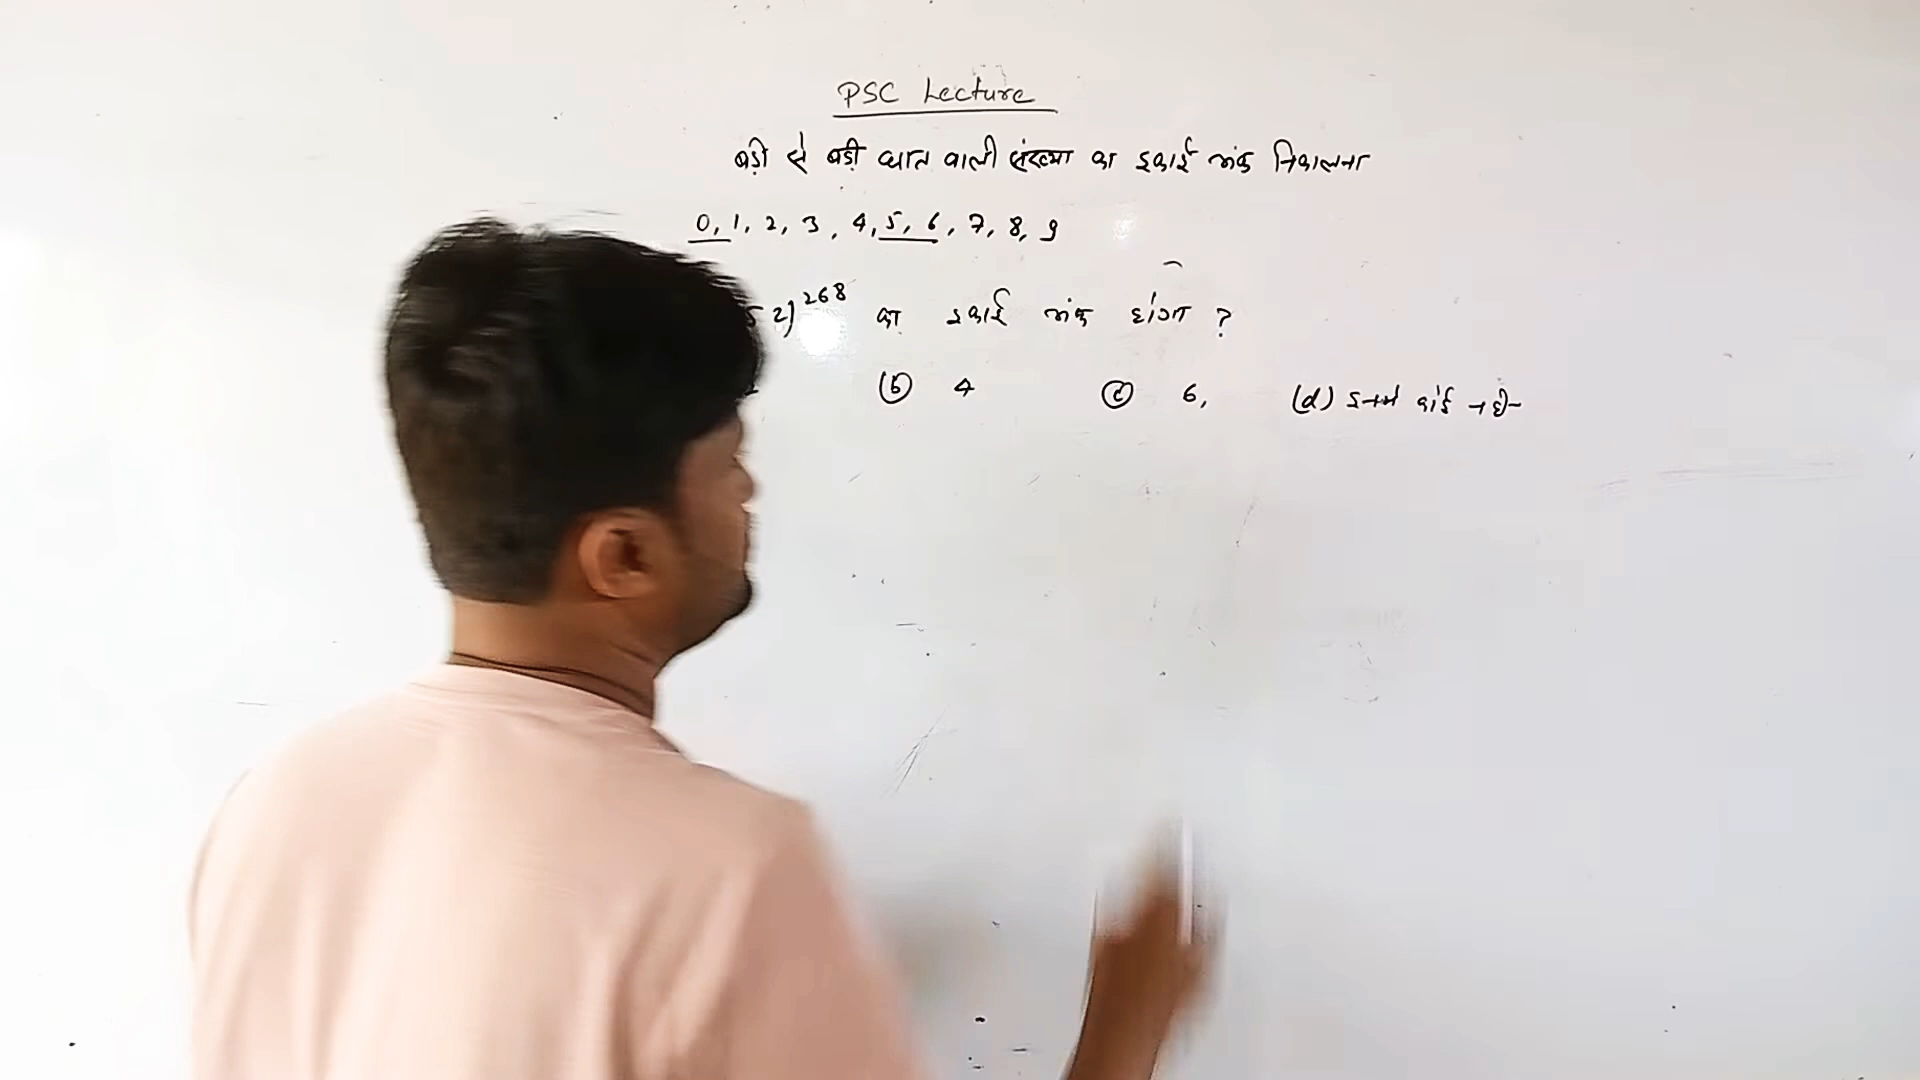 PSC Lecture
बड़ी से बड़ी घात वाली संख्या का इकाई अंक निकालना
0, 1, 2, 3, 4, 5, 6, 7, 8, 9
52)²⁶⁸ का इकाई अंक होगा ?
(b) 4 (c) 6, (d) इनमें कोई नहीं